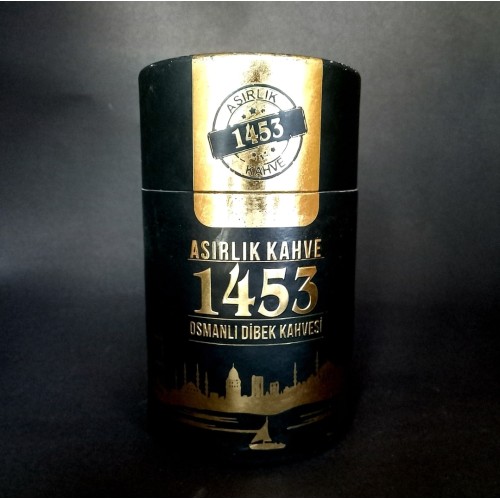 ASIRLIK
1453
KAHVE
ASIRLIK KAHVE
1453
OSMANLI DİBEK KAHVESİ